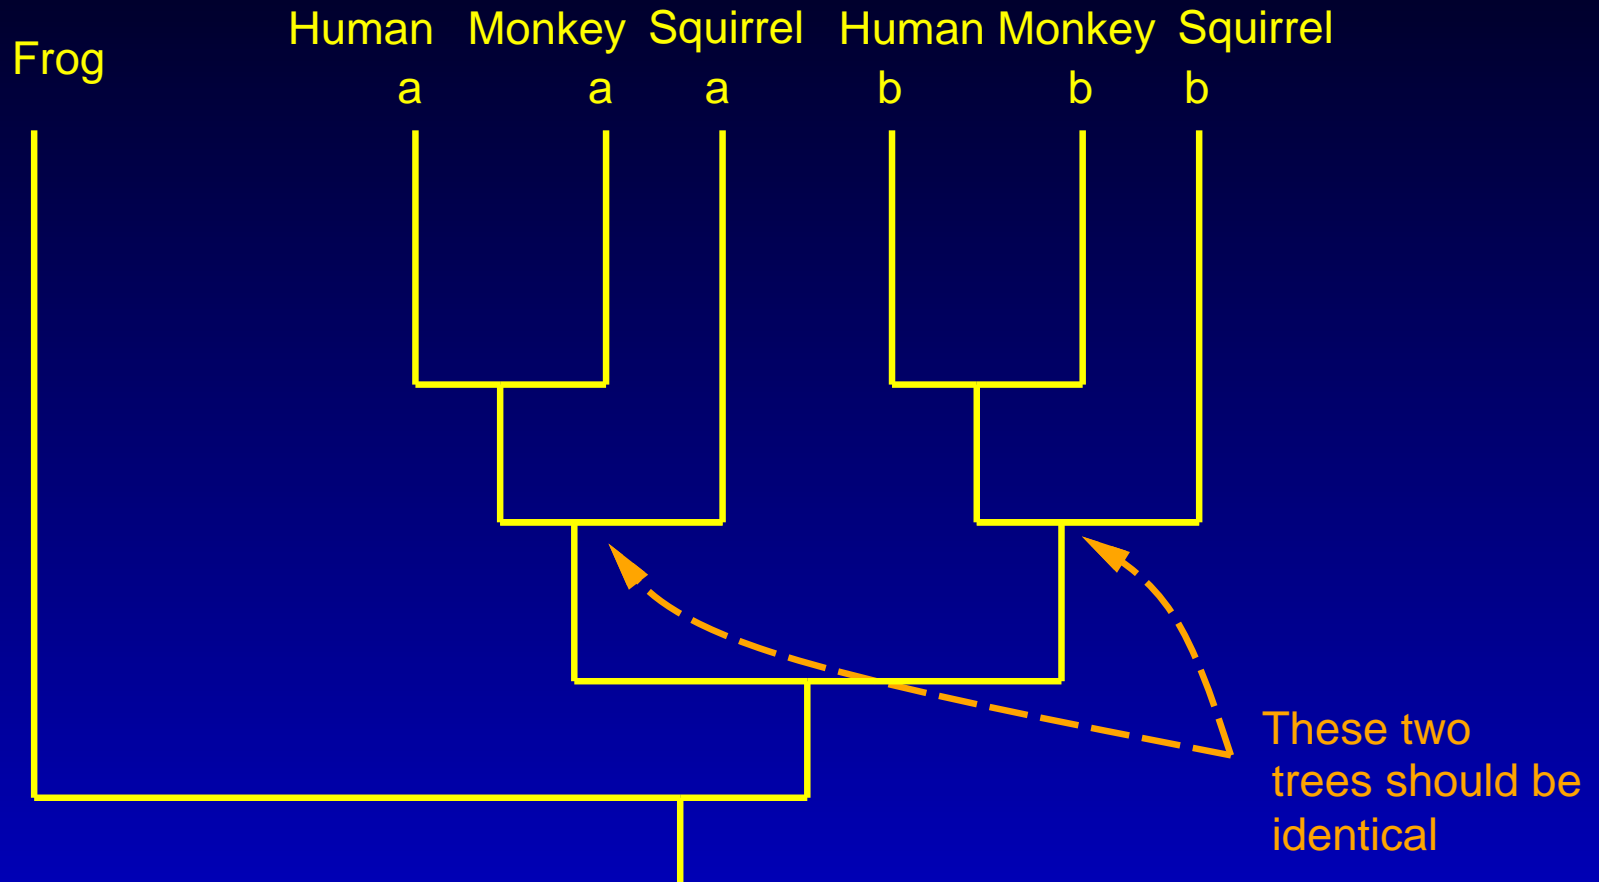 Human Monkey Squirrel Human Monkey Squirrel
Frog
a a a b b b
These two
trees should be
identical